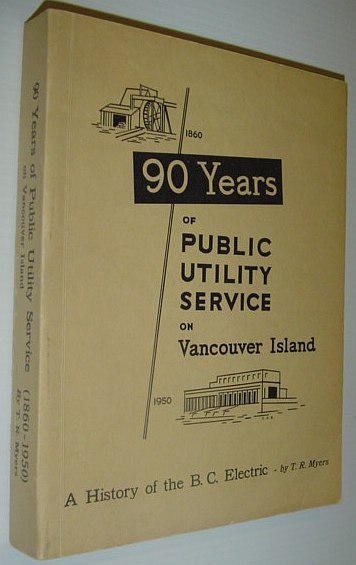 90 Years of Public Utility Service (1860-1950)
on Vancouver Island
By T. R. Myers
1860
90 Years
OF
PUBLIC
UTILITY
SERVICE
ON
Vancouver Island
1950
A History of the B. C. Electric - by T. R. Myers